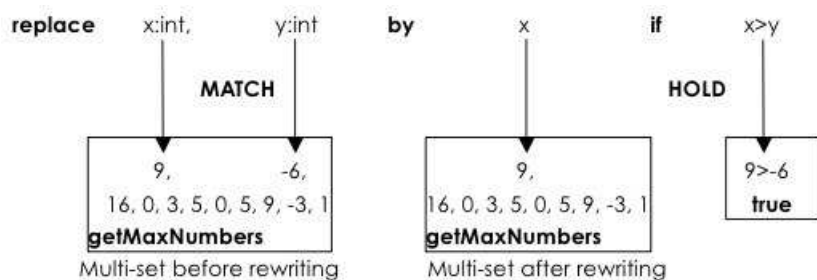 replace x:int, y:int by x if x>y
MATCH HOLD
9, -6, 9, 9>-6
16, 0, 3, 5, 0, 5, 9, -3, 1 16, 0, 3, 5, 0, 5, 9, -3, 1 true
getMaxNumbers getMaxNumbers
Multi-set before rewriting Multi-set after rewriting